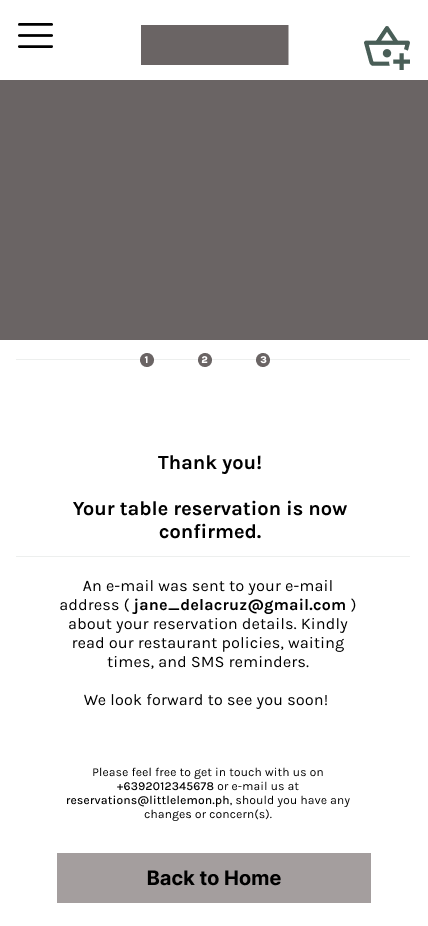 1 2 3
Thank you!
Your table reservation is now
confirmed.
An e-mail was sent to your e-mail
address ( jane_delacruz@gmail.com )
about your reservation details. Kindly
read our restaurant policies, waiting
times, and SMS reminders.
We look forward to see you soon!
Please feel free to get in touch with us on
+6392012345678 or e-mail us at
reservations@littlelemon.ph, should you have any
changes or concern(s).
Back to Home